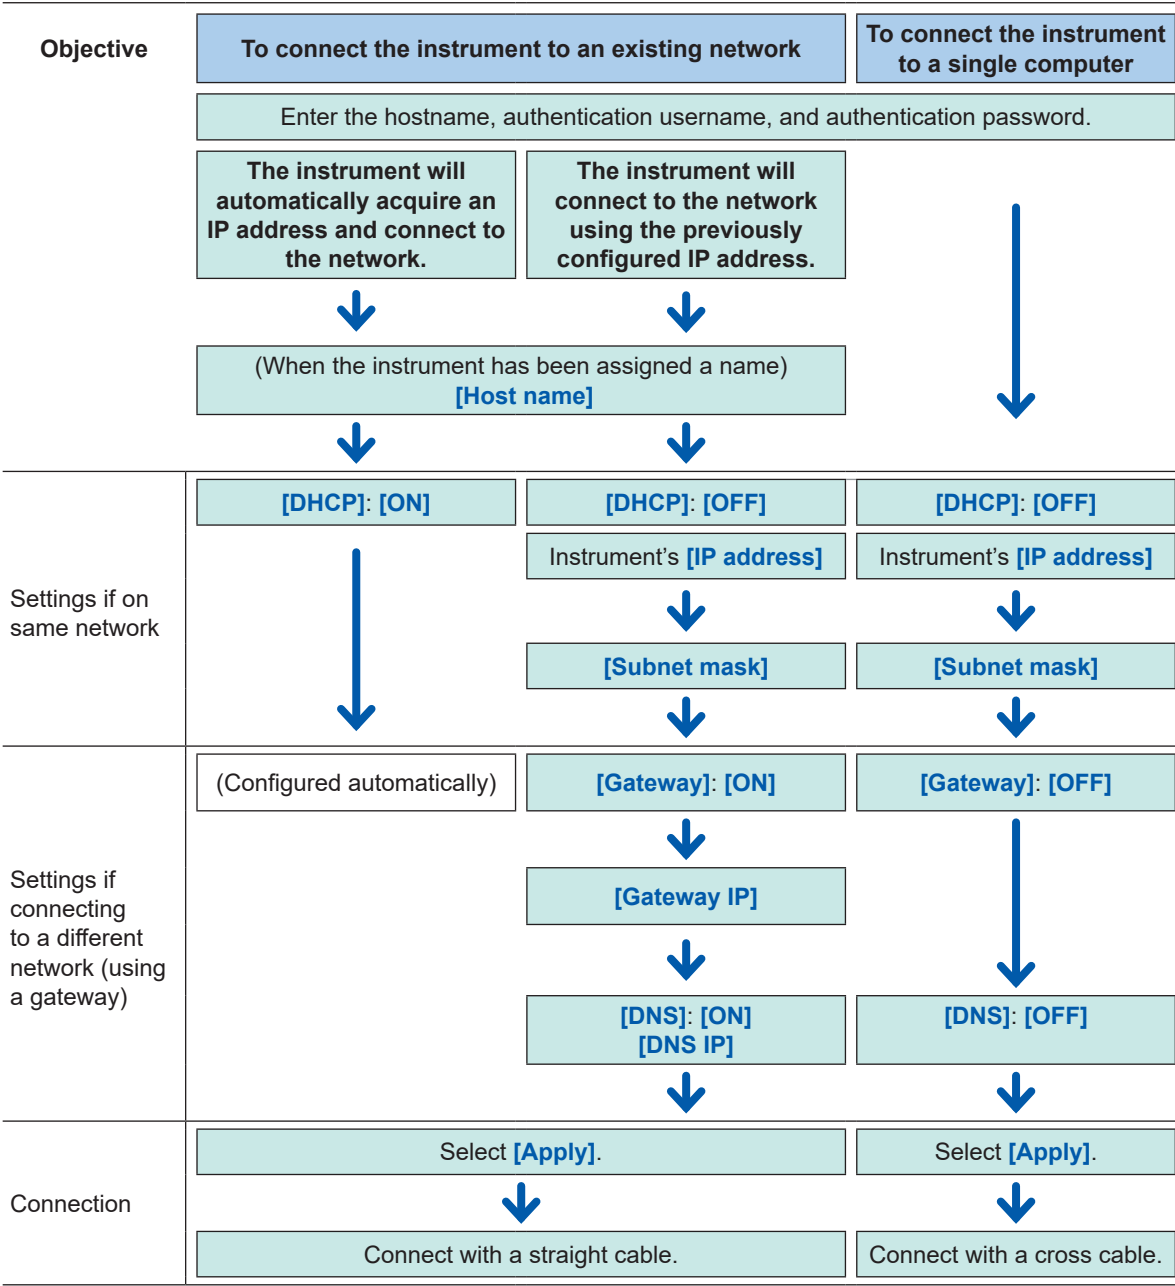 Objective
To connect the instrument to an existing network
To connect the instrument
to a single computer
Enter the hostname, authentication username, and authentication password.
The instrument will
automatically acquire an
IP address and connect to
the network.
The instrument will
connect to the network
using the previously
configured IP address.
(When the instrument has been assigned a name)
[Host name]
Settings if on
same network
[DHCP]: [ON]
[DHCP]: [OFF]
[DHCP]: [OFF]
Instrument's [IP address]
Instrument's [IP address]
[Subnet mask]
[Subnet mask]
Settings if
connecting
to a different
network (using
a gateway)
(Configured automatically)
[Gateway]: [ON]
[Gateway]: [OFF]
[Gateway IP]
[DNS]: [ON]
[DNS IP]
[DNS]: [OFF]
Connection
Select [Apply].
Select [Apply].
Connect with a straight cable.
Connect with a cross cable.